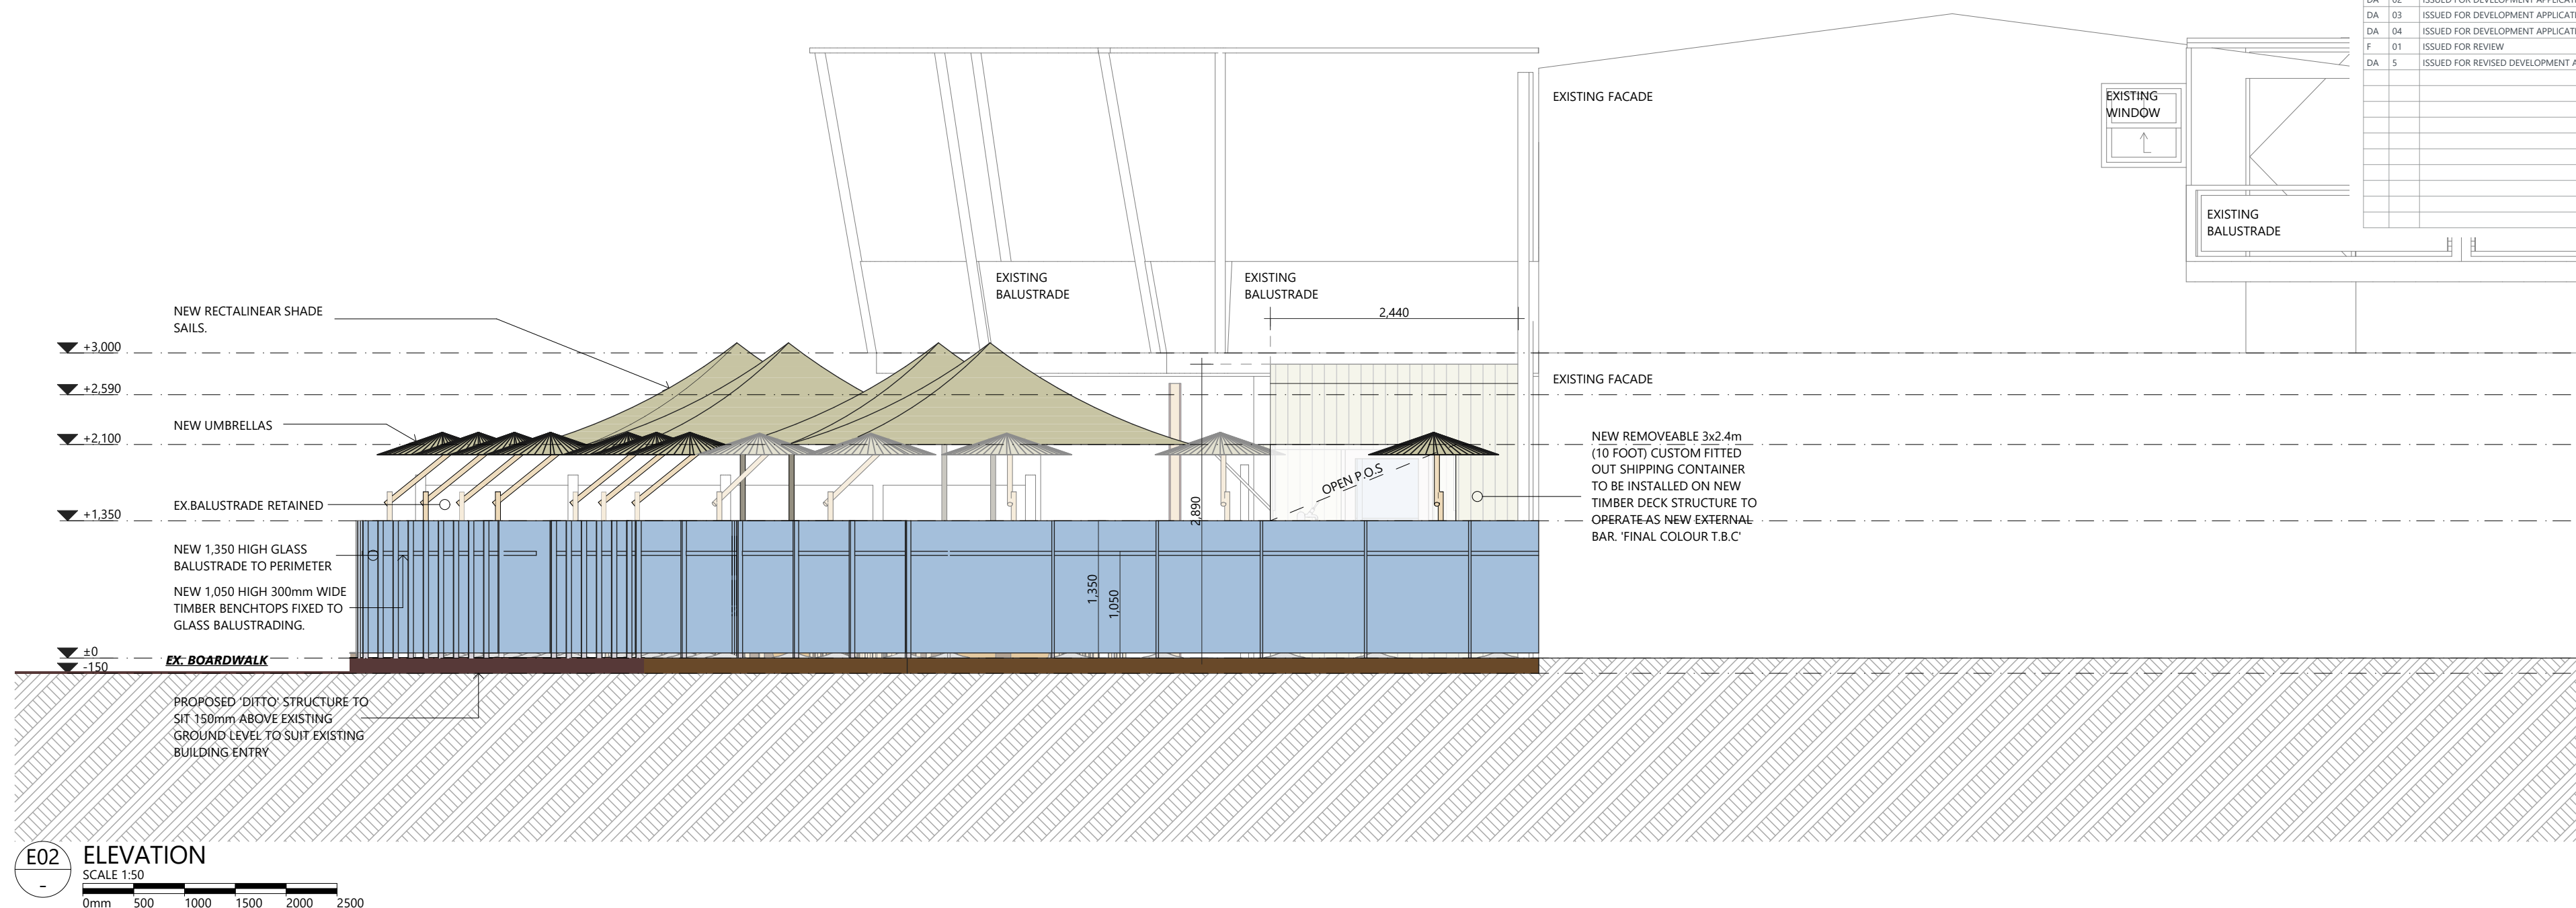 DA 03 ISSUED FOR DEVELOPMENT
DA 04 ISSUED FOR DEVELOPMENT
F 01 ISSUED FOR REVIEW
DA 5 ISSUED FOR REVISED DEVELOPMENT
EXISTING FACADE
EXISTING
WINDOW
EXISTING
BALUSTRADE
EXISTING
BALUSTRADE
EXISTING
BALUSTRADE
2,440
NEW RECTALINEAR SHADE
SAILS.
+3,000
+2,590
EXISTING FACADE
NEW UMBRELLAS
+2,100
NEW REMOVEABLE 3x2.4m
(10 FOOT) CUSTOM FITTED
OUT SHIPPING CONTAINER
TO BE INSTALLED ON NEW
TIMBER DECK STRUCTURE TO
OPERATE AS NEW EXTERNAL
BAR. 'FINAL COLOUR T.B.C'
OPEN P.O.S
2,890
EX.BALUSTRADE RETAINED
+1,350
NEW 1,350 HIGH GLASS
BALUSTRADE TO PERIMETER
NEW 1,050 HIGH 300mm WIDE
TIMBER BENCHTOPS FIXED TO
GLASS BALUSTRADING.
1,350
1,050
±0
EX. BOARDWALK
-150
PROPOSED 'DITTO' STRUCTURE TO
SIT 150mm ABOVE EXISTING
GROUND LEVEL TO SUIT EXISTING
BUILDING ENTRY
E02
-
ELEVATION
SCALE 1:50
0mm 500 1000 1500 2000 2500